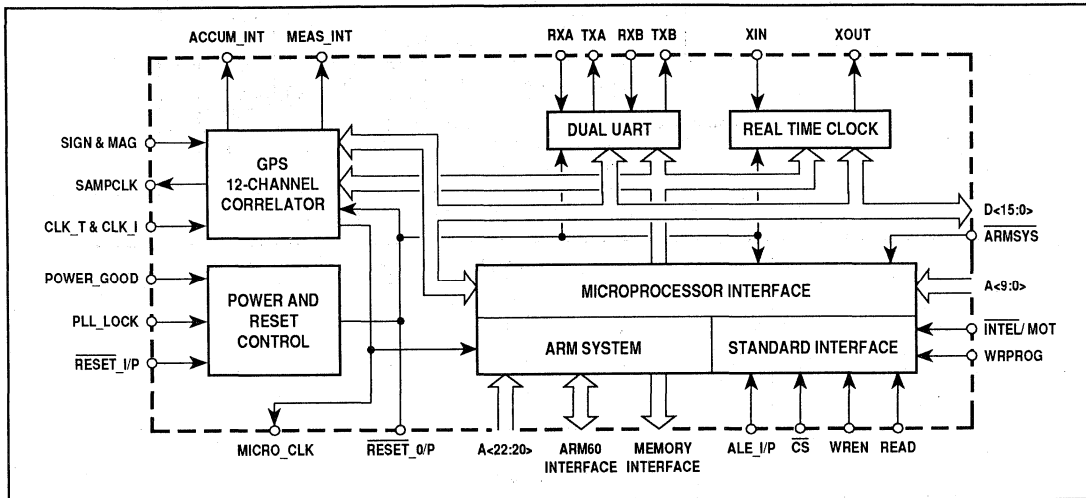 ACCUM_INT MEAS_INT RXA TXA RXB TXB XIN XOUT
SIGN & MAG
SAMPCLK
CLK_T & CLK_I
GPS
12-CHANNEL
CORRELATOR
DUAL UART
REAL TIME CLOCK
D<15:0>
ARMSYS
A<9:0>
INTEL/ MOT
WRPROG
POWER_GOOD
PLL_LOCK
RESET_I/P
POWER AND
RESET
CONTROL
MICROPROCESSOR INTERFACE
ARM SYSTEM
STANDARD INTERFACE
MICRO_CLK
RESET_0/P
A<22:20>
ARM60
INTERFACE
MEMORY
INTERFACE
ALE_I/P
CS
WREN
READ